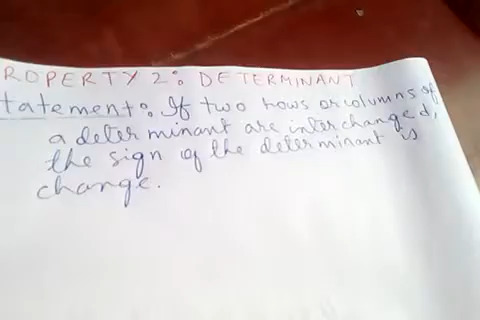 ROPERTY 2: DETERMINANT
tatement: If two rows or columns of
a determinant are interchanged,
the sign of the determinant is
change.